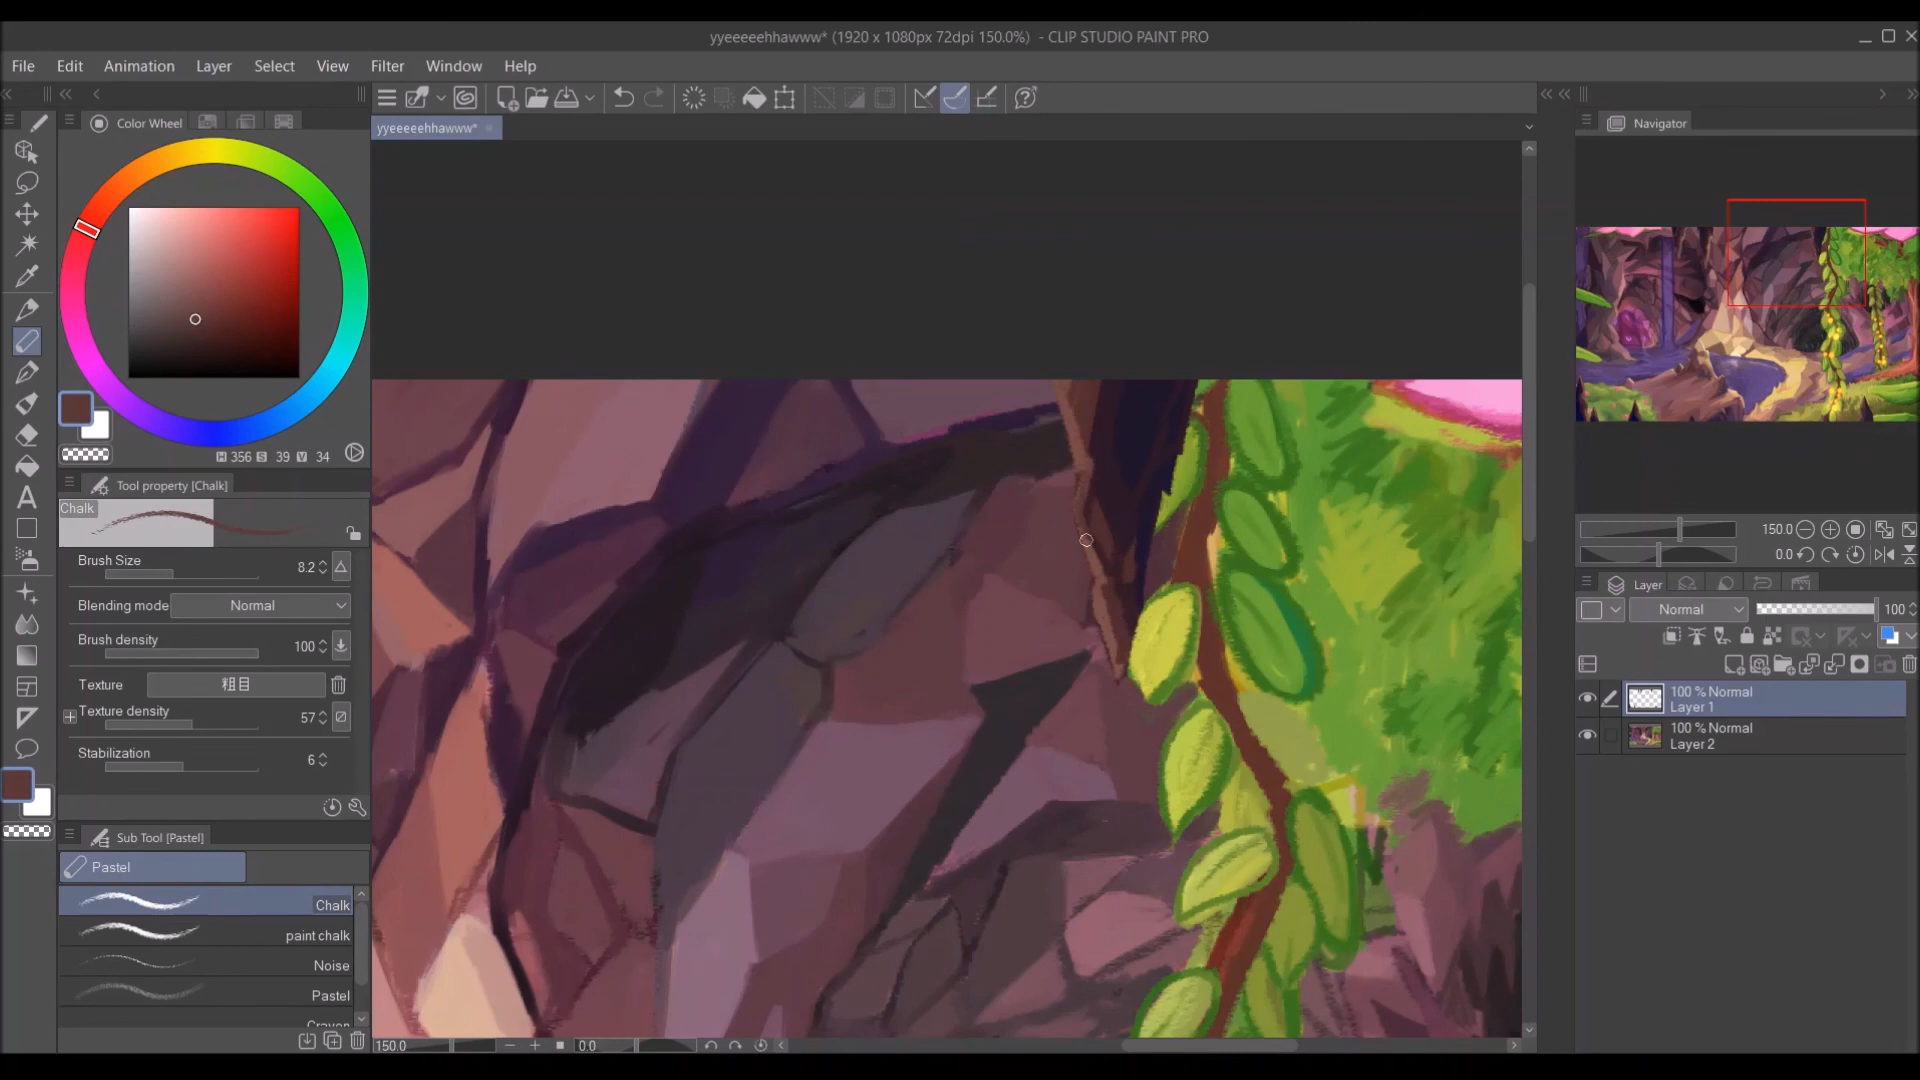 yyeeeeehhawww* (1920 x 1080px 72dpi 150.0%) - CLIP STUDIO PAINT PRO
File Edit Animation Layer Select View Filter Window Help
Color Wheel
yyeeeeehhawww*
Navigator
H 356 S 39 V 34
Tool property [Chalk]
Chalk
Brush Size 8.2
Blending mode Normal
Brush density 100
Texture 粗目
Texture density 57
Stabilization 6
Sub Tool [Pastel]
Pastel
Chalk
paint chalk
Noise
Pastel
Crayon
150.0 0.0
150.0
0.0
Layer
Normal 100
100 % Normal
Layer 1
100 % Normal
Layer 2